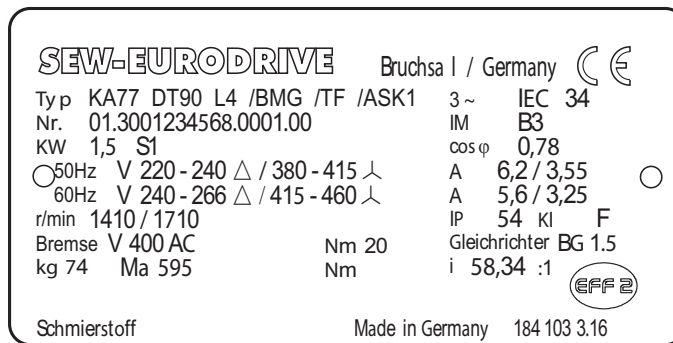 SEW-EURODRIVE Bruchsa l / Germany CE
Typ KA77 DT90 L4 /BMG /TF /ASK1 3~ IEC 34
Nr. 01.3001234568.0001.00 IM B3
KW 1,5 S1 cos φ 0,78
50Hz V 220-240 △ / 380-415 ⅄ A 6,2 / 3,55
60Hz V 240-266 △ / 415-460 ⅄ A 5,6 / 3,25
r/min 1410 / 1710 IP 54 Kl F
Bremse V 400 AC Nm 20 Gleichrichter BG 1.5
kg 74 Ma 595 Nm i 58,34 :1
EFF 2
Schmierstoff Made in Germany 184 103 3.16